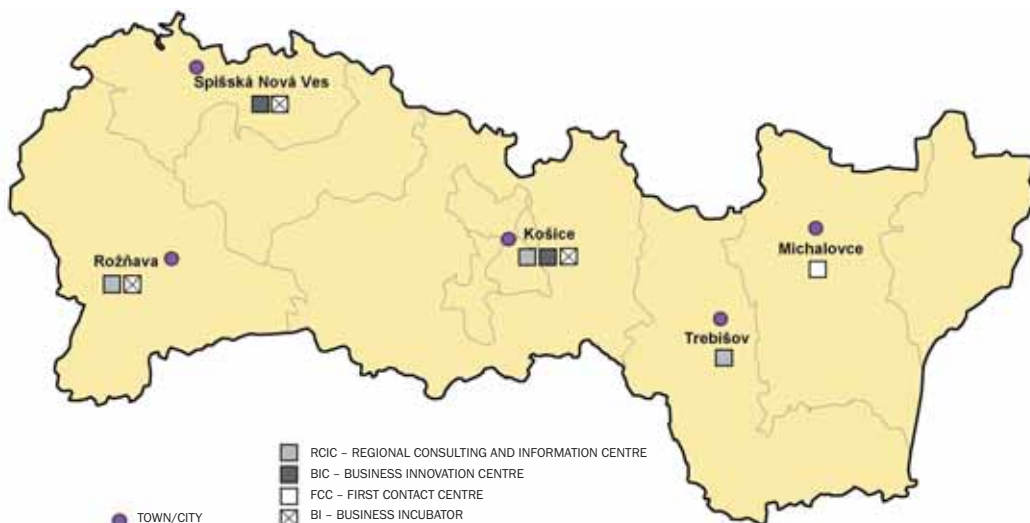 Spišská Nová Ves
Košice
Michalovce
Rožňava
Trebišov
RCIC – REGIONAL CONSULTING AND INFORMATION CENTRE
BIC – BUSINESS INNOVATION CENTRE
FCC – FIRST CONTACT CENTRE
TOWN/CITY
BI – BUSINESS INCUBATOR